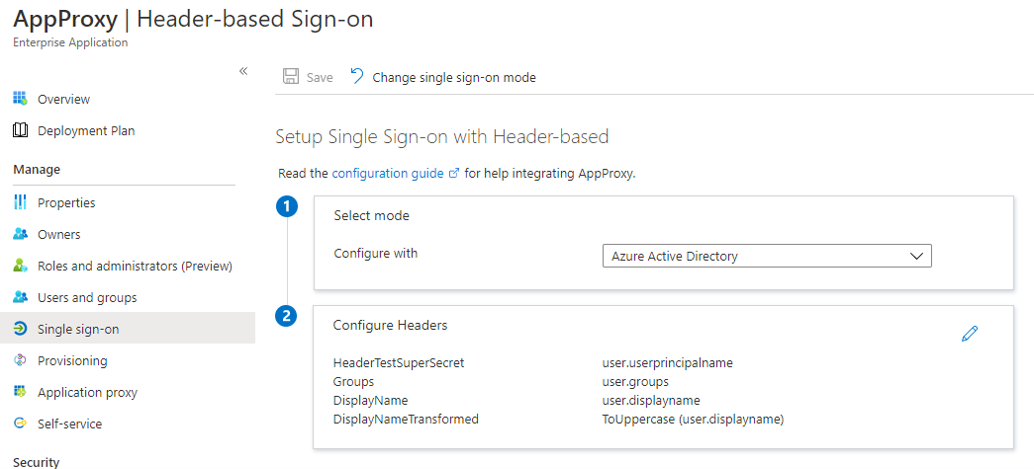 AppProxy | Header-based Sign-on
Enterprise Application
«
Save
Change single sign-on mode
Overview
Deployment Plan
Manage
Properties
Owners
Roles and administrators (Preview)
Users and groups
Single sign-on
Provisioning
Application proxy
Self-service
Security
Setup Single Sign-on with Header-based
Read the configuration guide for help integrating AppProxy.
1
Select mode
Configure with Azure Active Directory
2
Configure Headers
HeaderTestSuperSecret user.userprincipalname
Groups user.groups
DisplayName user.displayname
DisplayNameTransformed ToUppercase (user.displayname)